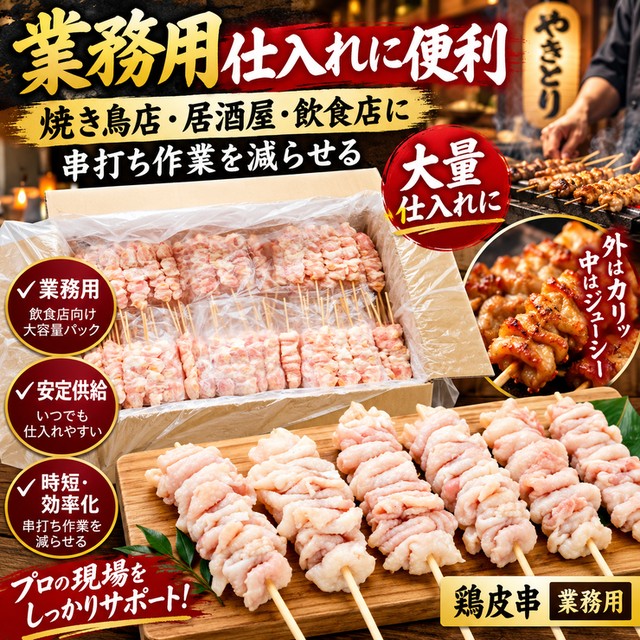 業務用仕入れに便利
焼き鳥店・居酒屋・飲食店に
串打ち作業を減らせる
やきとり
大量
仕入れに
外はカリッ
中はジューシー
✓業務用
飲食店向け
大容量パック
✓安定供給
いつでも
仕入れやすい
✓時短・
効率化
串打ち作業を
減らせる
プロの現場を
しっかりサポート!
鶏皮串
業務用